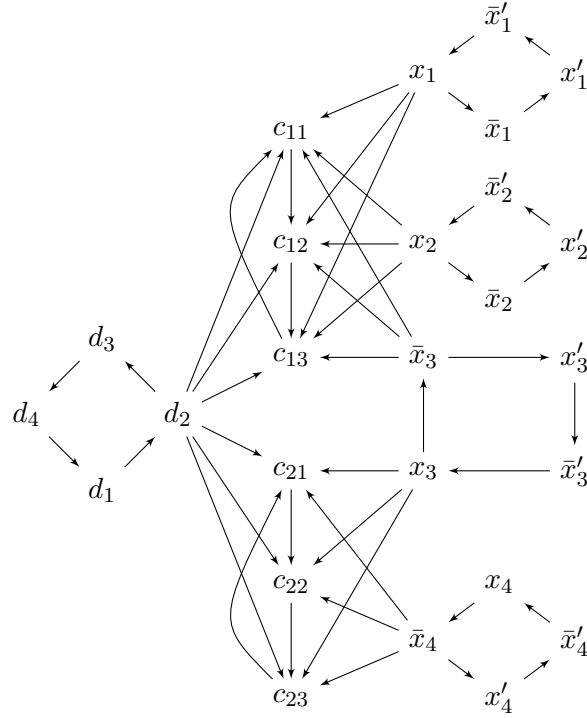 x̄′₁
x₁ x′₁
c₁₁ x̄₁
x̄′₂
c₁₂ x₂ x′₂
x̄₂
d₃ c₁₃ x̄₃ x′₃
d₄ d₂
d₁ c₂₁ x₃ x̄′₃
c₂₂ x₄
x̄₄ x̄′₄
c₂₃ x′₄